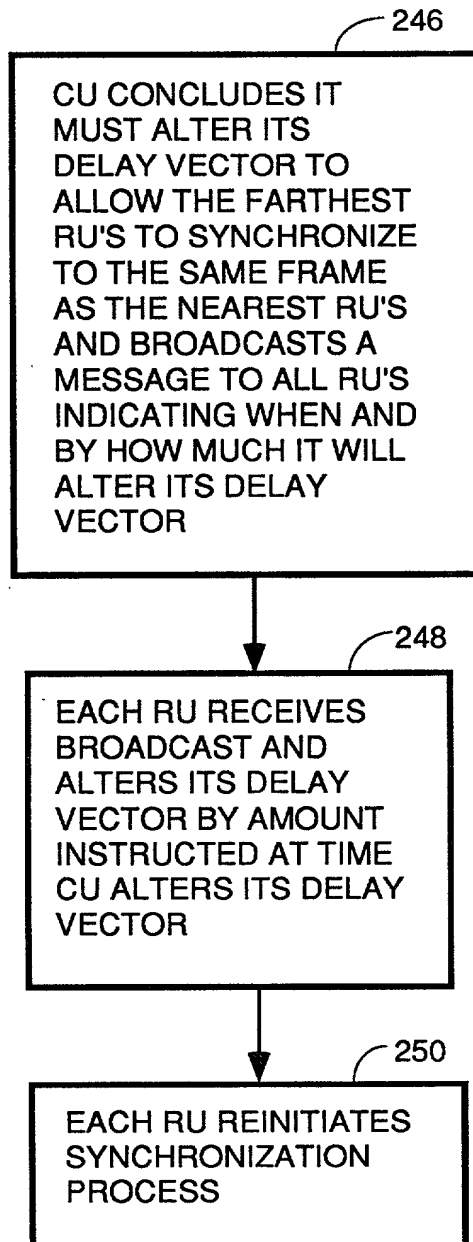 246
CU CONCLUDES IT
MUST ALTER ITS
DELAY VECTOR TO
ALLOW THE FARTHEST
RU'S TO SYNCHRONIZE
TO THE SAME FRAME
AS THE NEAREST RU'S
AND BROADCASTS A
MESSAGE TO ALL RU'S
INDICATING WHEN AND
BY HOW MUCH IT WILL
ALTER ITS DELAY
VECTOR
248
EACH RU RECEIVES
BROADCAST AND
ALTERS ITS DELAY
VECTOR BY AMOUNT
INSTRUCTED AT TIME
CU ALTERS ITS DELAY
VECTOR
250
EACH RU REINITIATES
SYNCHRONIZATION
PROCESS